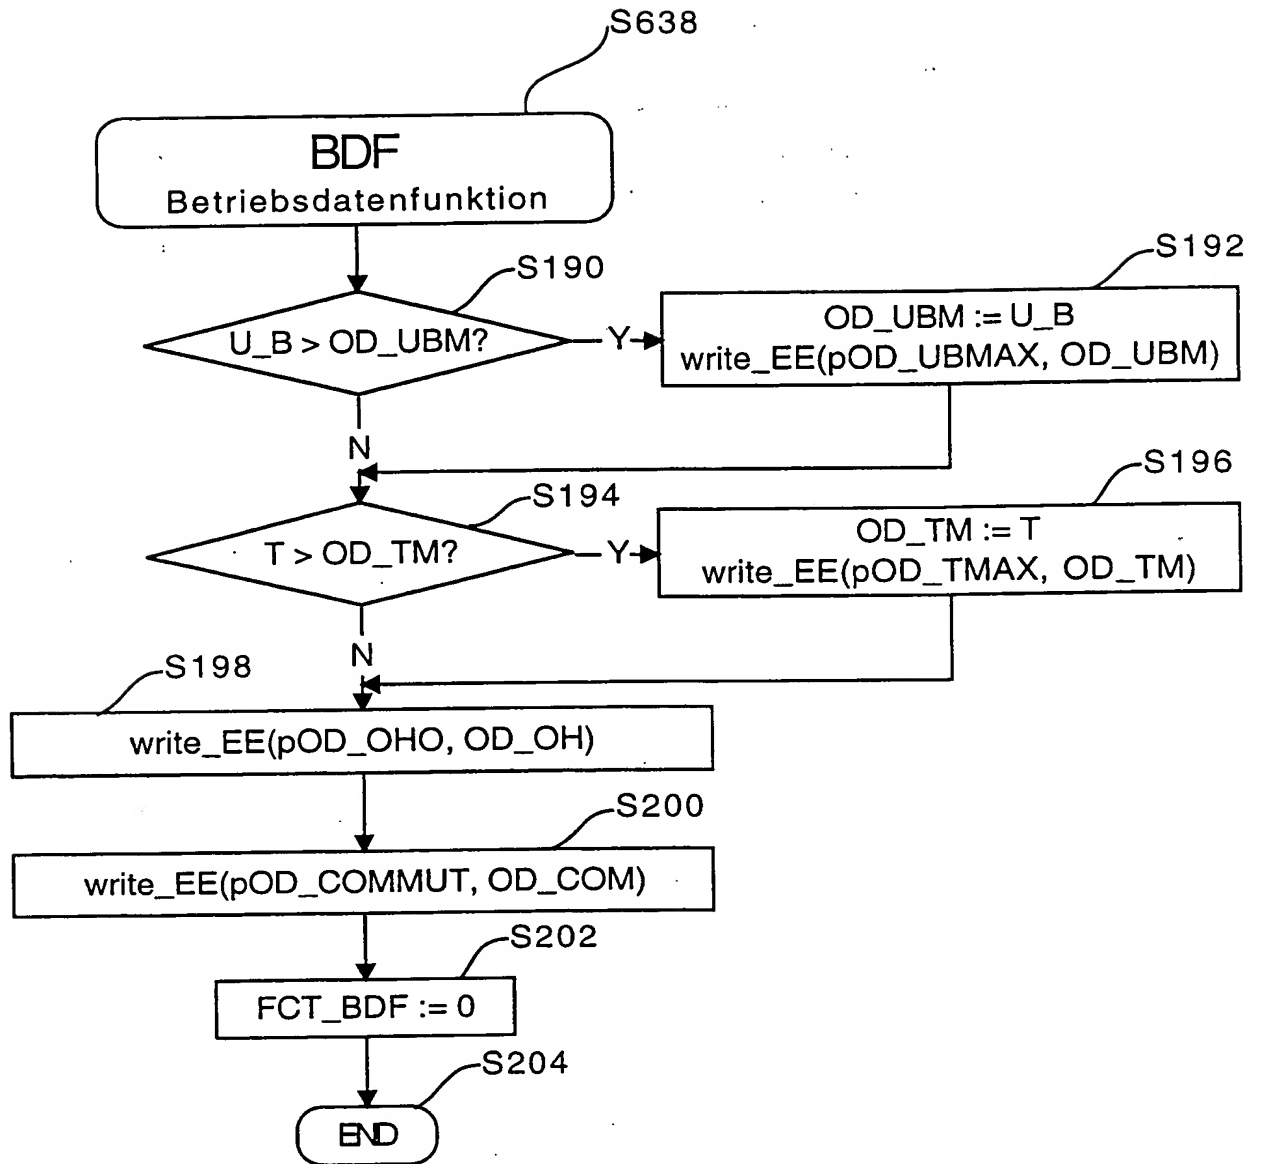 S638
BDF
Betriebsdatenfunktion
S190
U_B > OD_UBM?
Y
S192
OD_UBM := U_B
write_EE(pOD_UBMAX, OD_UBM)
N
S194
T > OD_TM?
Y
S196
OD_TM := T
write_EE(pOD_TMAX, OD_TM)
N
S198
write_EE(pOD_OHO, OD_OH)
S200
write_EE(pOD_COMMUT, OD_COM)
S202
FCT_BDF := 0
S204
END